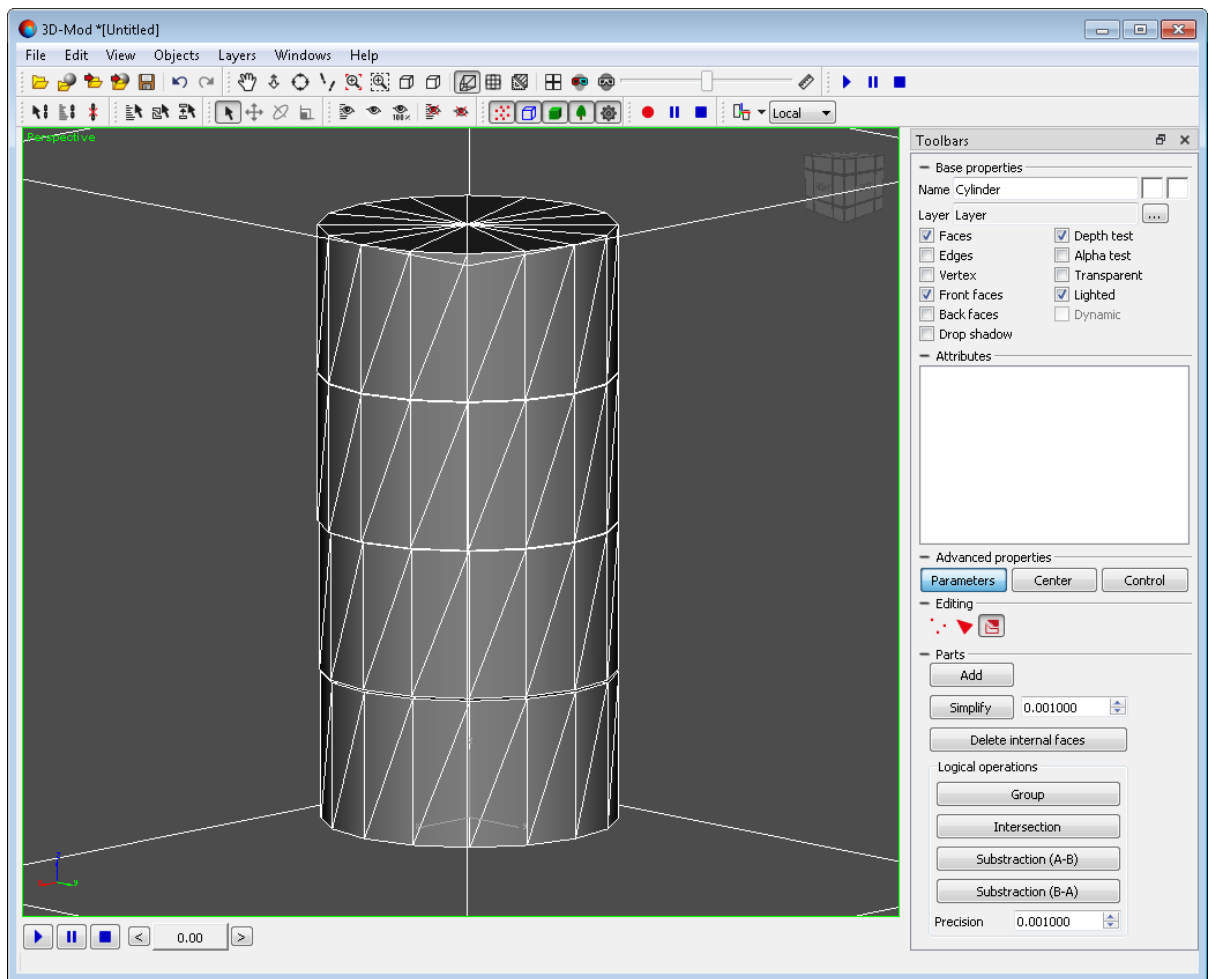 3D-Mod *[Untitled]
File Edit View Objects Layers Windows Help
100%
Local
Perspective
Toolbars
Base properties
Name Cylinder
Layer Layer ...
Faces Depth test
Edges Alpha test
Vertex Transparent
Front faces Lighted
Back faces Dynamic
Drop shadow
Attributes
Advanced properties
Parameters Center Control
Editing
Parts
Add
Simplify 0.001000
Delete internal faces
Logical operations
Group
Intersection
Substraction (A-B)
Substraction (B-A)
Precision 0.001000
< 0.00 >